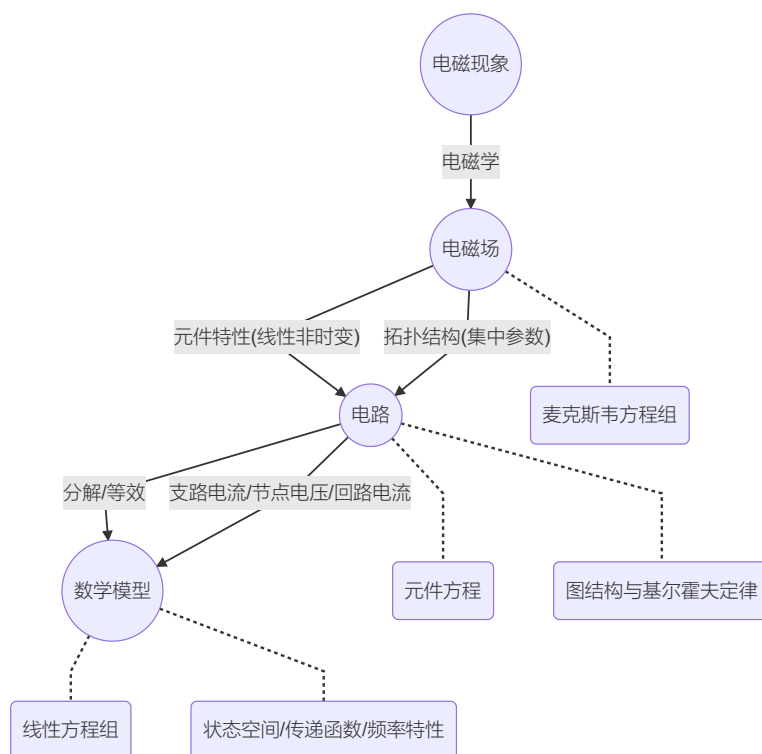 电磁现象
电磁学
电磁场
元件特性(线性非时变)
拓扑结构(集中参数)
电路
麦克斯韦方程组
分解/等效
支路电流/节点电压/回路电流
数学模型
元件方程
图结构与基尔霍夫定律
线性方程组
状态空间/传递函数/频率特性